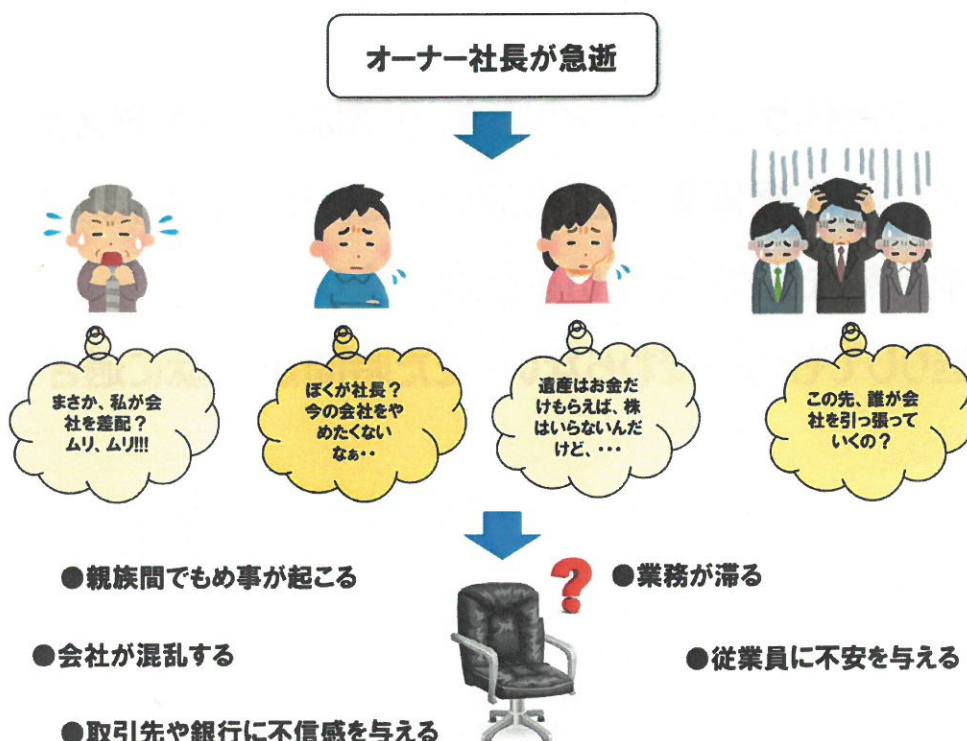 オーナー社長が急逝
まさか、私が会
社を差配？
ムリ、ムリ!!!
ぼくが社長？
今の会社をや
めたくない
なぁ・・
遺産はお金だ
けもらえば、株
はいらないんだ
けど、・・・
この先、誰が会
社を引っ張って
いくの？
●親族間でもめ事が起こる
●業務が滞る
●会社が混乱する
●従業員に不安を与える
●取引先や銀行に不信感を与える